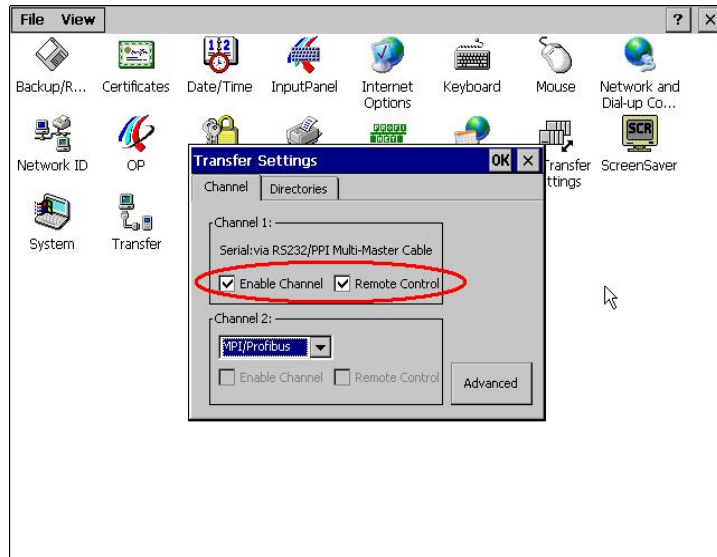 File View ? ×
Backup/R... Certificates Date/Time InputPanel Internet Options Keyboard Mouse Network and Dial-up Co...
Network ID OP Transfer ttings ScreenSaver
SCR
System Transfer
Transfer Settings OK ×
Channel Directories
Channel 1:
Serial:via RS232/PPI Multi-Master Cable
Enable Channel Remote Control
Channel 2:
MPI/Profibus
Enable Channel Remote Control
Advanced